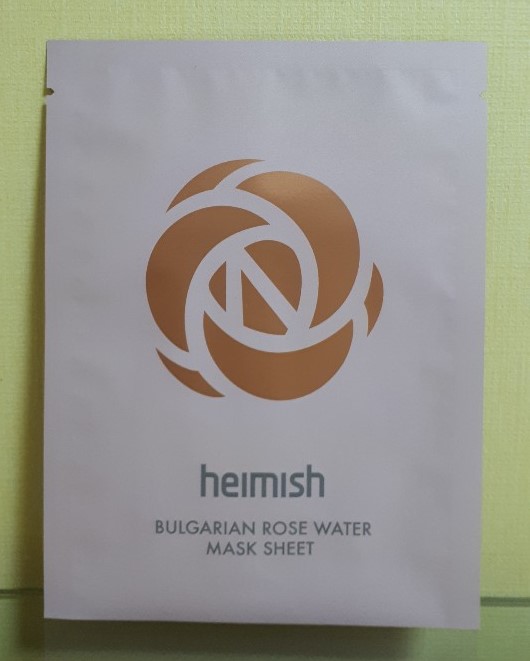 heimish
BULGARIAN ROSE WATER
MASK SHEET